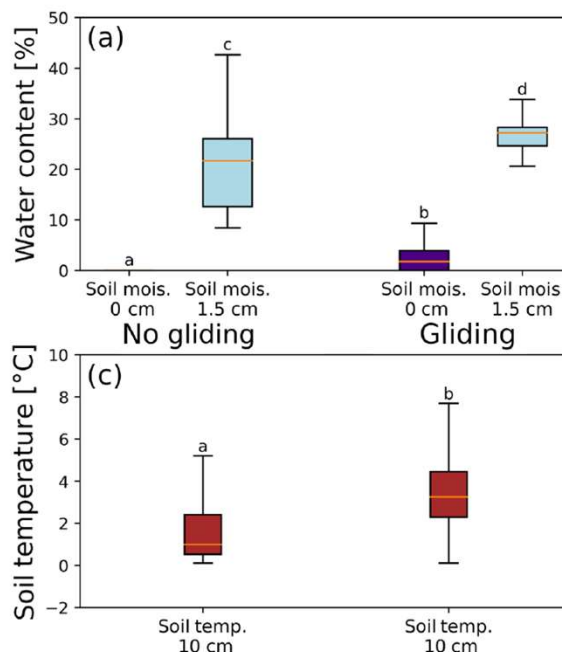 Water content [%]
50
40
30
20
10
0
(a)
a
c
b
d
Soil mois.
0 cm
Soil mois.
1.5 cm
Soil mois.
0 cm
Soil mois.
1.5 cm
No gliding
Gliding
Soil temperature [°C]
10
8
6
4
2
0
−2
(c)
a
b
Soil temp.
10 cm
Soil temp.
10 cm